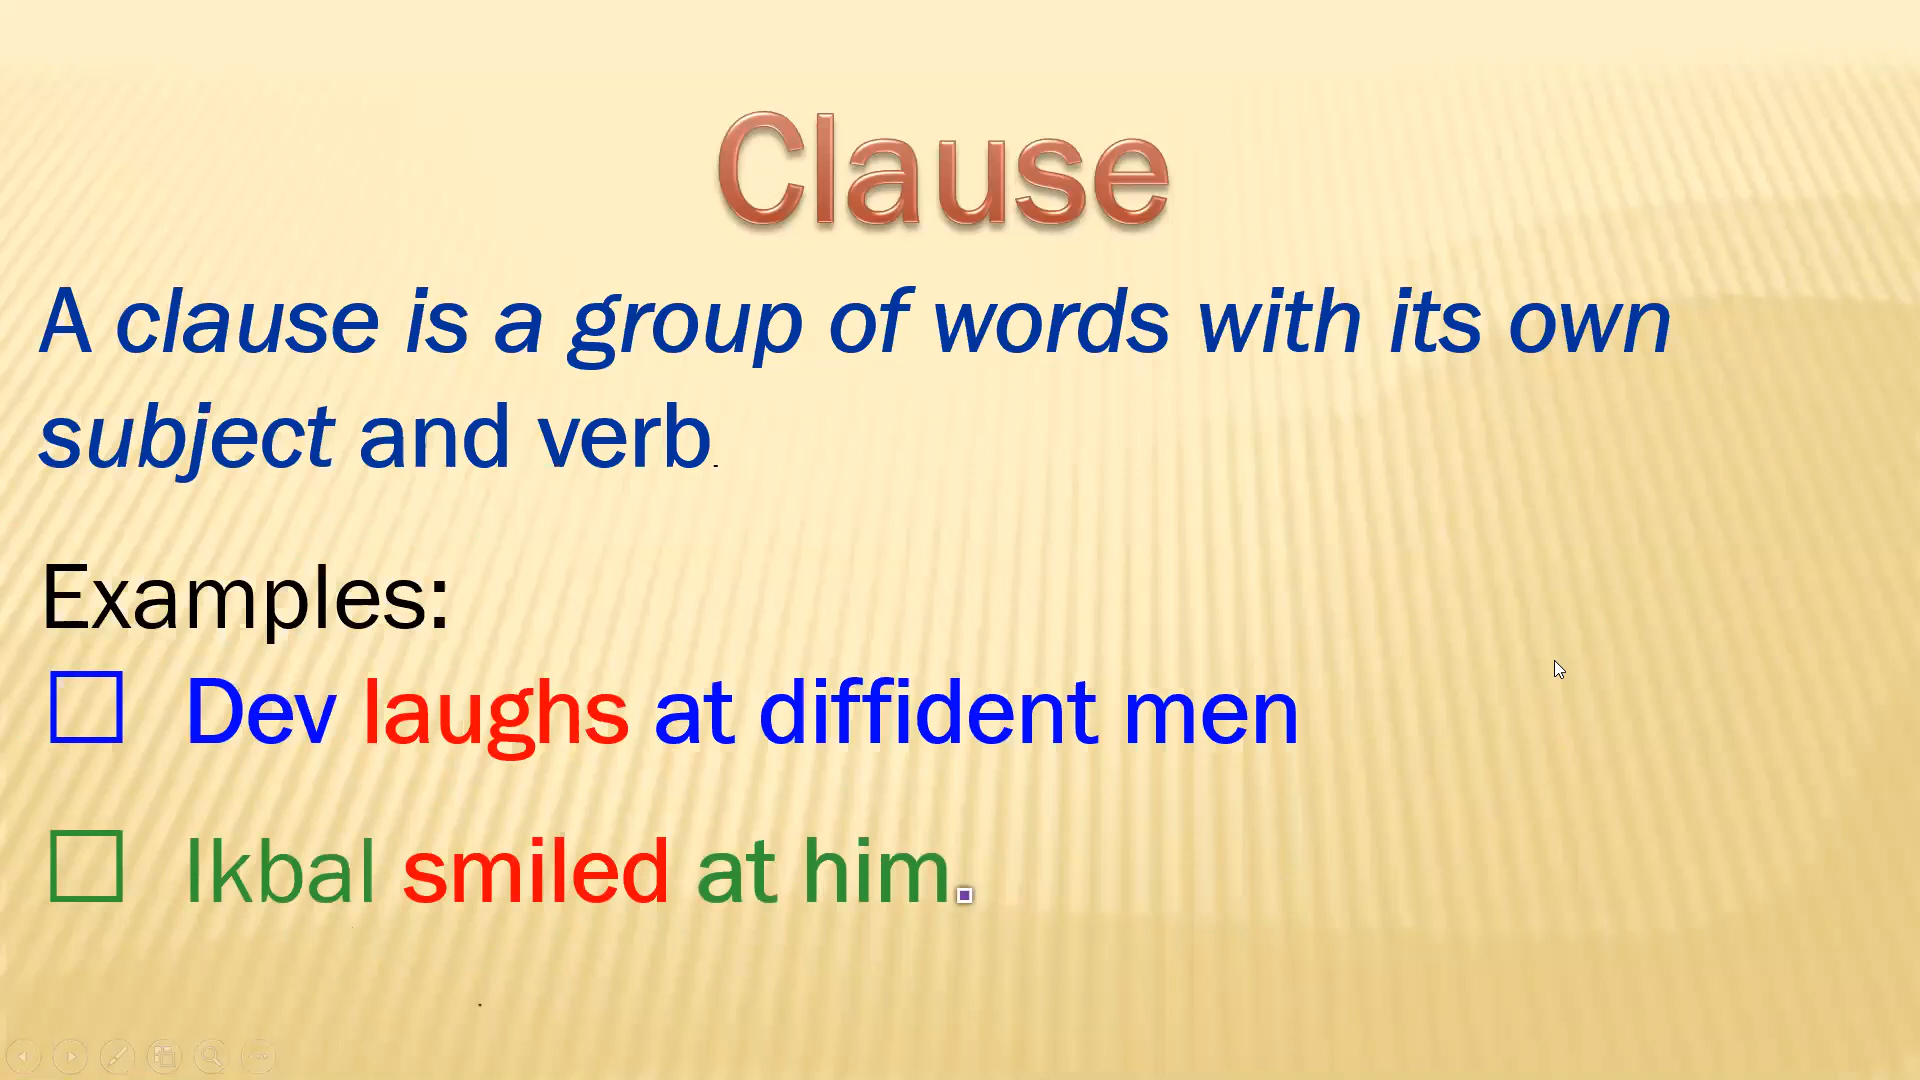 Clause
A clause is a group of words with its own
subject and verb.
Examples:
☐ Dev laughs at diffident men
☐ Ikbal smiled at him.